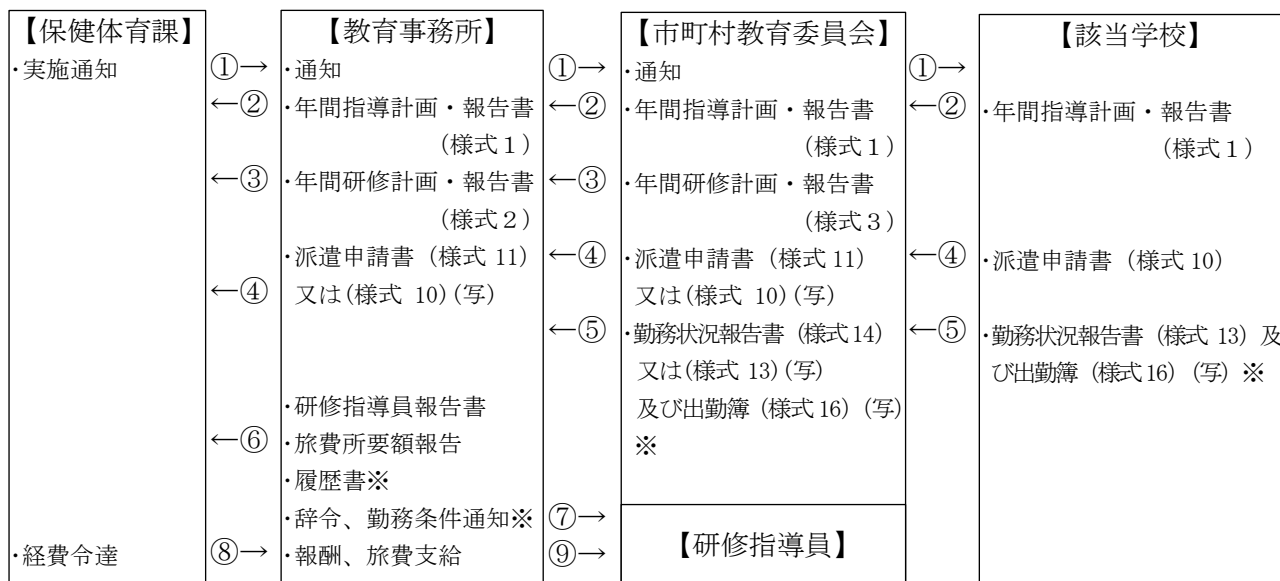 【保健体育課】 【教育事務所】 【市町村教育委員会】 【該当学校】
・実施通知 ①→ ・通知 ①→ ・通知 ①→
←② ・年間指導計画・報告書 ←② ・年間指導計画・報告書 ←② ・年間指導計画・報告書
(様式１) (様式１) (様式１)
←③ ・年間研修計画・報告書 ←③ ・年間研修計画・報告書
(様式２) (様式３)
・派遣申請書（様式 11） ←④ ・派遣申請書（様式 11） ←④ ・派遣申請書（様式 10）
←④ 又は(様式 10)(写) 又は(様式 10)(写)
←⑤ ・勤務状況報告書（様式14） ←⑤ ・勤務状況報告書（様式 13）及
又は(様式 13)(写) び出勤簿（様式16）(写) ※
・研修指導員報告書 及び出勤簿（様式16）(写)
←⑥ ・旅費所要額報告 ※
・履歴書※
・辞令、勤務条件通知※ ⑦→
【研修指導員】
・経費令達 ⑧→ ・報酬、旅費支給 ⑨→